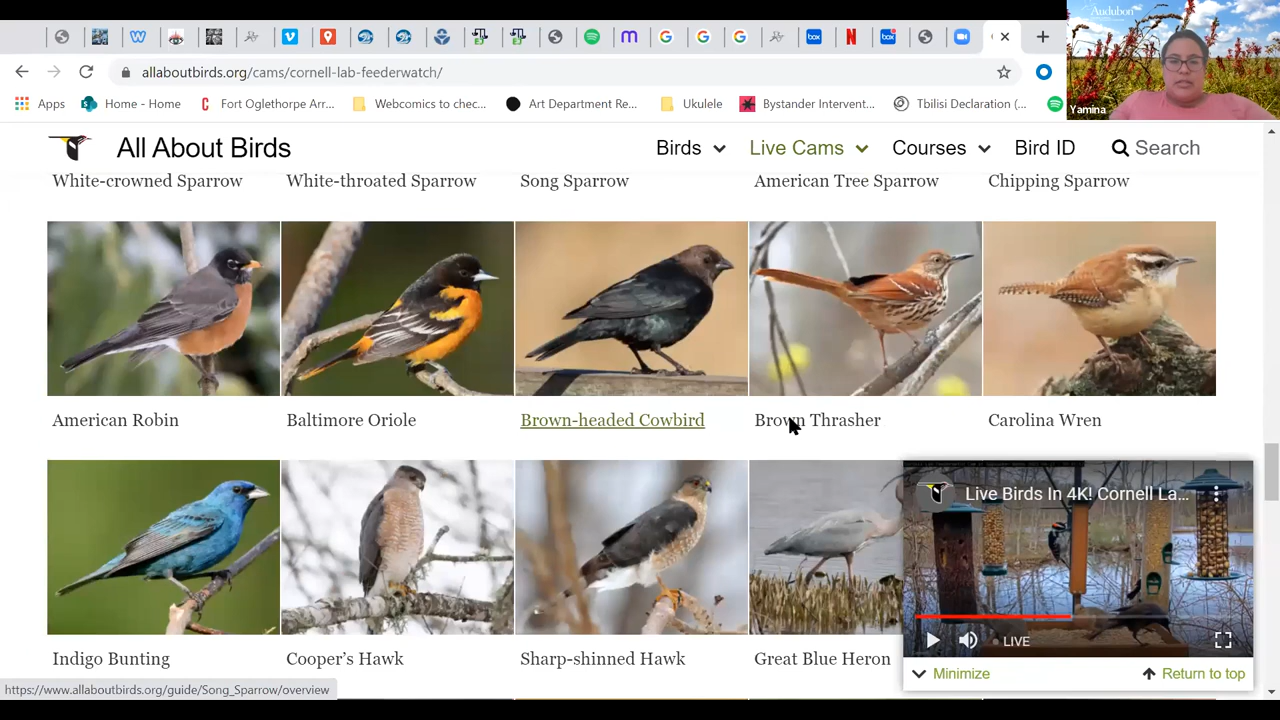 Audubon
Yamina
allaboutbirds.org/cams/cornell-lab-feederwatch/
Apps
Home - Home
Fort Oglethorpe Arr...
Webcomics to chec...
Art Department Re...
Ukulele
Bystander Intervent...
Tbilisi Declaration (...
All About Birds
Birds
Live Cams
Courses
Bird ID
Search
White-crowned Sparrow
White-throated Sparrow
Song Sparrow
American Tree Sparrow
Chipping Sparrow
American Robin
Baltimore Oriole
Brown-headed Cowbird
Brown Thrasher
Carolina Wren
Live Birds In 4K! Cornell La...
LIVE
Minimize
Return to top
Indigo Bunting
Cooper's Hawk
Sharp-shinned Hawk
Great Blue Heron
https://www.allaboutbirds.org/guide/Song_Sparrow/overview